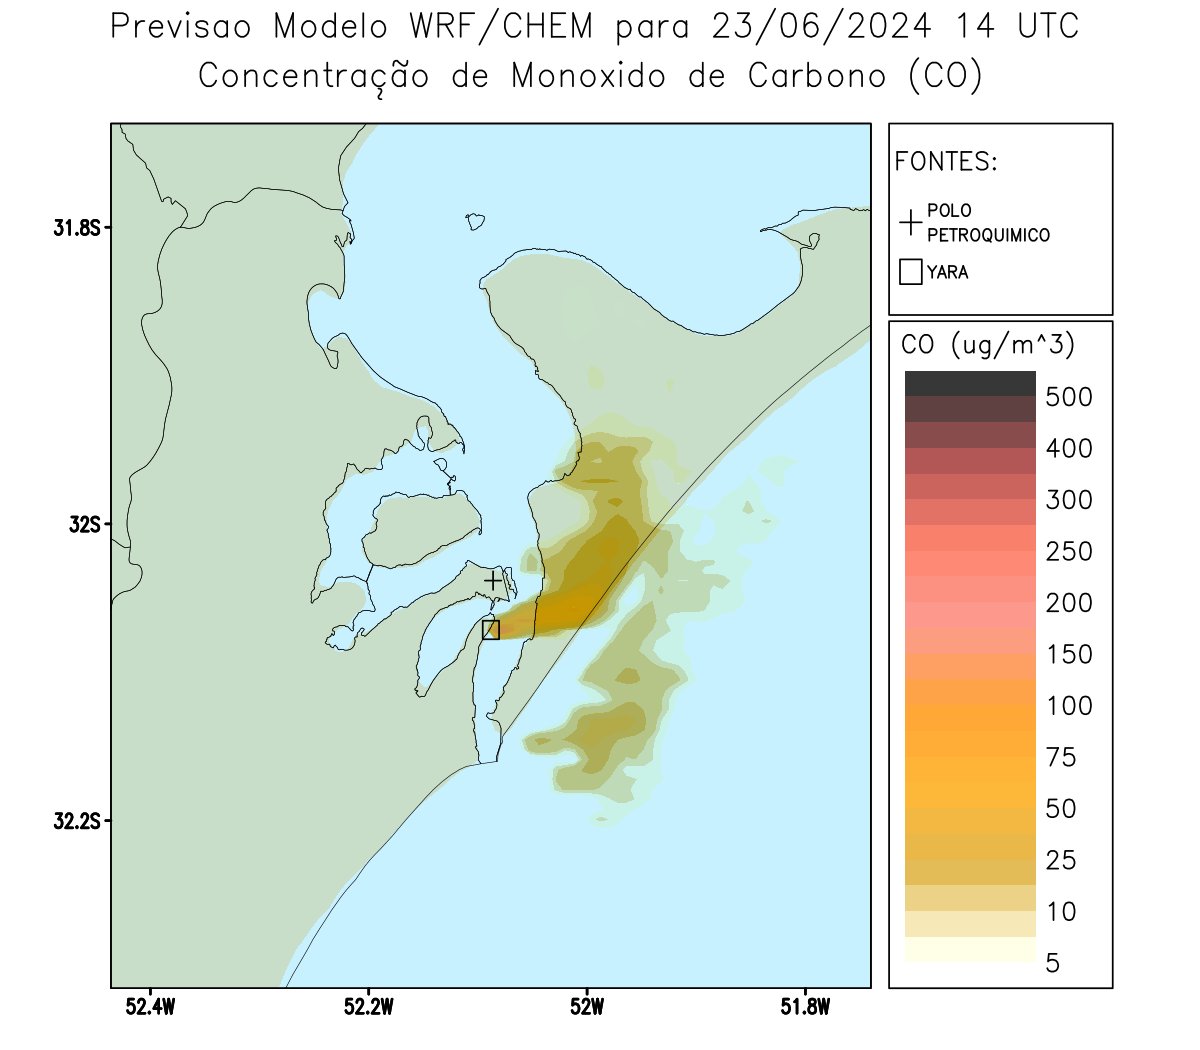 Previsao Modelo WRF/CHEM para 23/06/2024 14 UTC
Concentração de Monoxido de Carbono (CO)
FONTES:
POLO
PETROQUIMICO
YARA
CO (ug/m^3)
500
400
300
250
200
150
100
75
50
25
10
5
31.8S
32S
32.2S
52.4W
52.2W
52W
51.8W